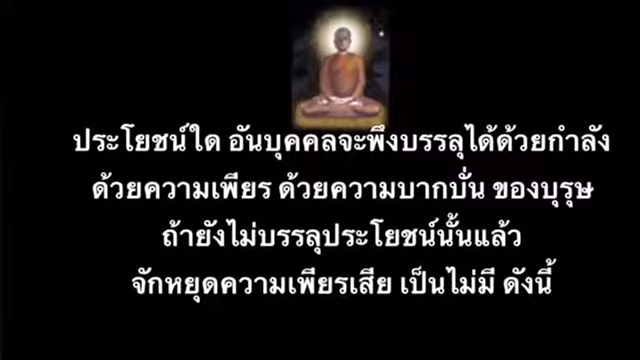 ประโยชน์ใด อันบุคคลจะพึงบรรลุได้ด้วยกำลัง
ด้วยความเพียร ด้วยความบากบั่น ของบุรุษ
ถ้ายังไม่บรรลุประโยชน์นั้นแล้ว
จักหยุดความเพียรเสีย เป็นไม่มี ดังนี้